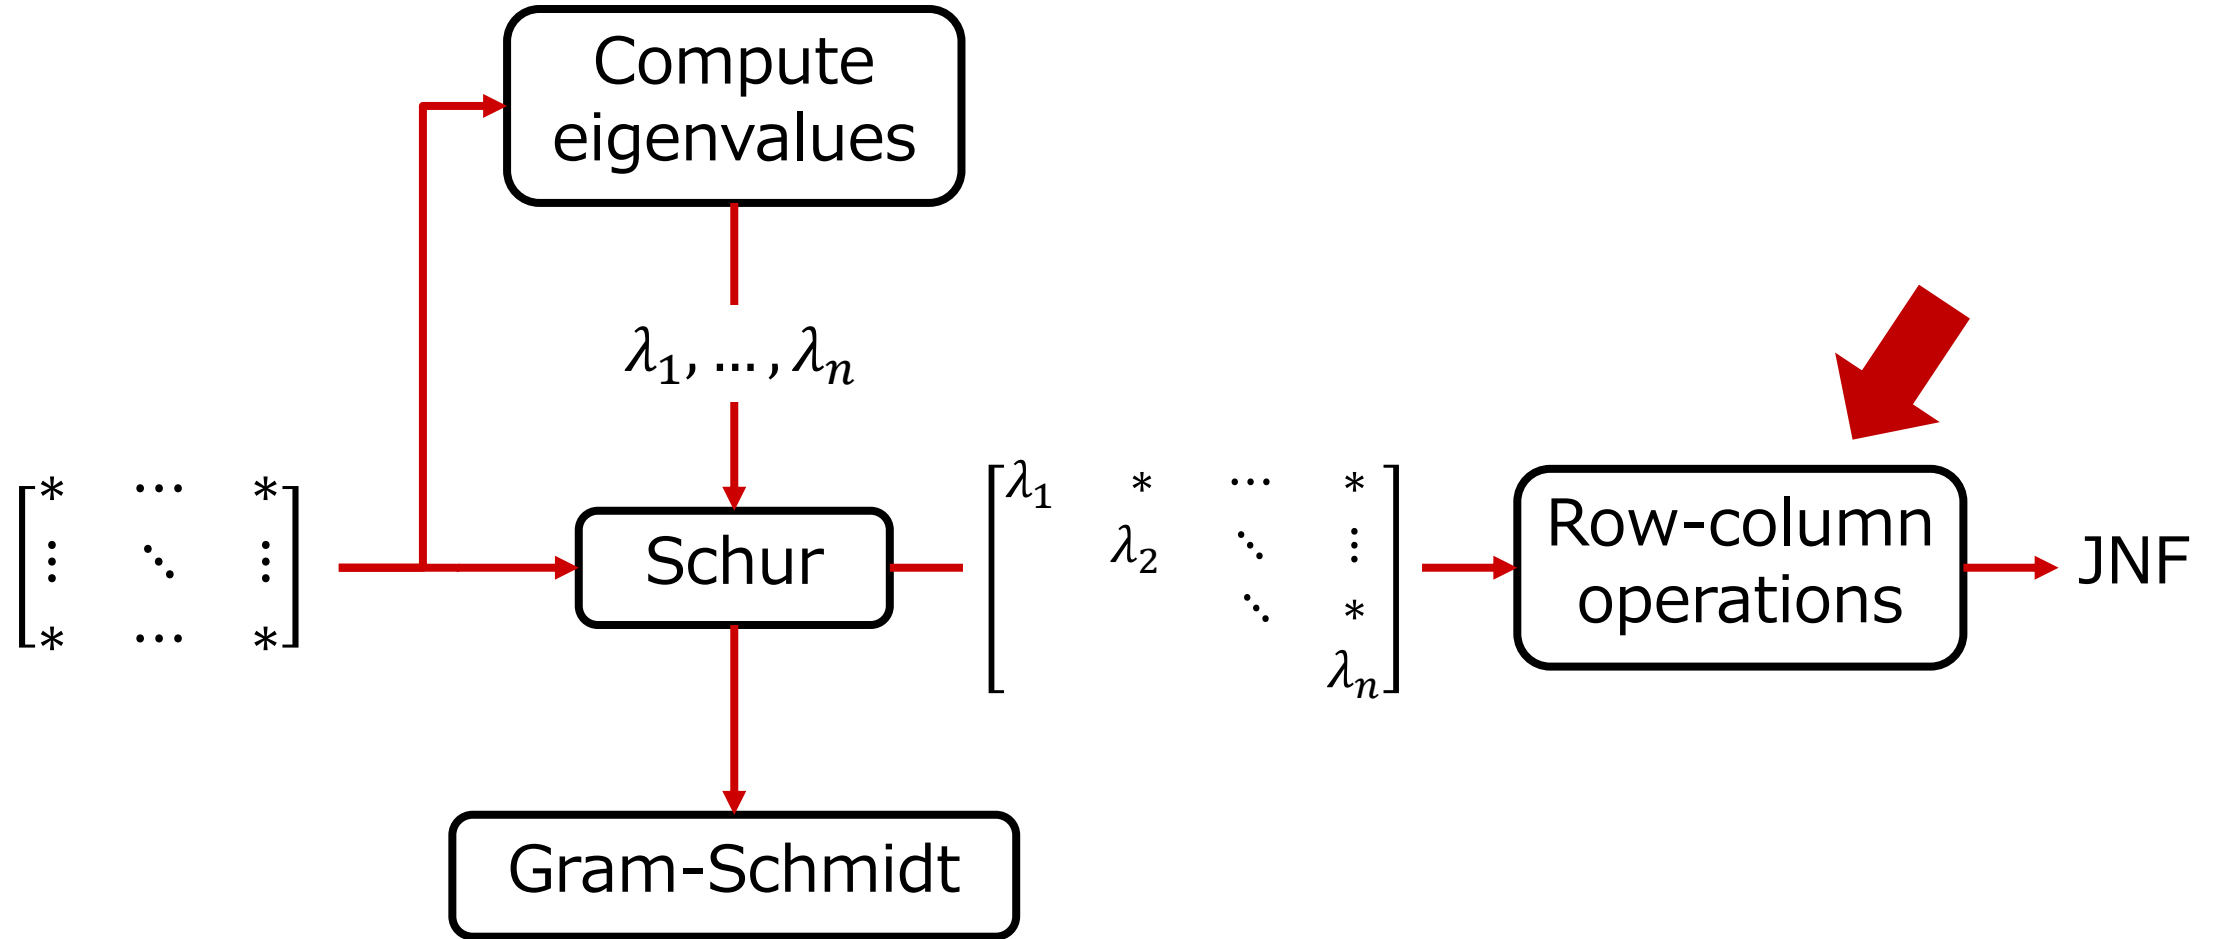 Compute
eigenvalues
λ₁, … , λₙ
* ⋯ *
⋮ ⋱ ⋮
* ⋯ *
Schur
λ₁ * ⋯ *
λ₂ ⋱ ⋮
⋱ *
λₙ
Row-column
operations
JNF
Gram-Schmidt